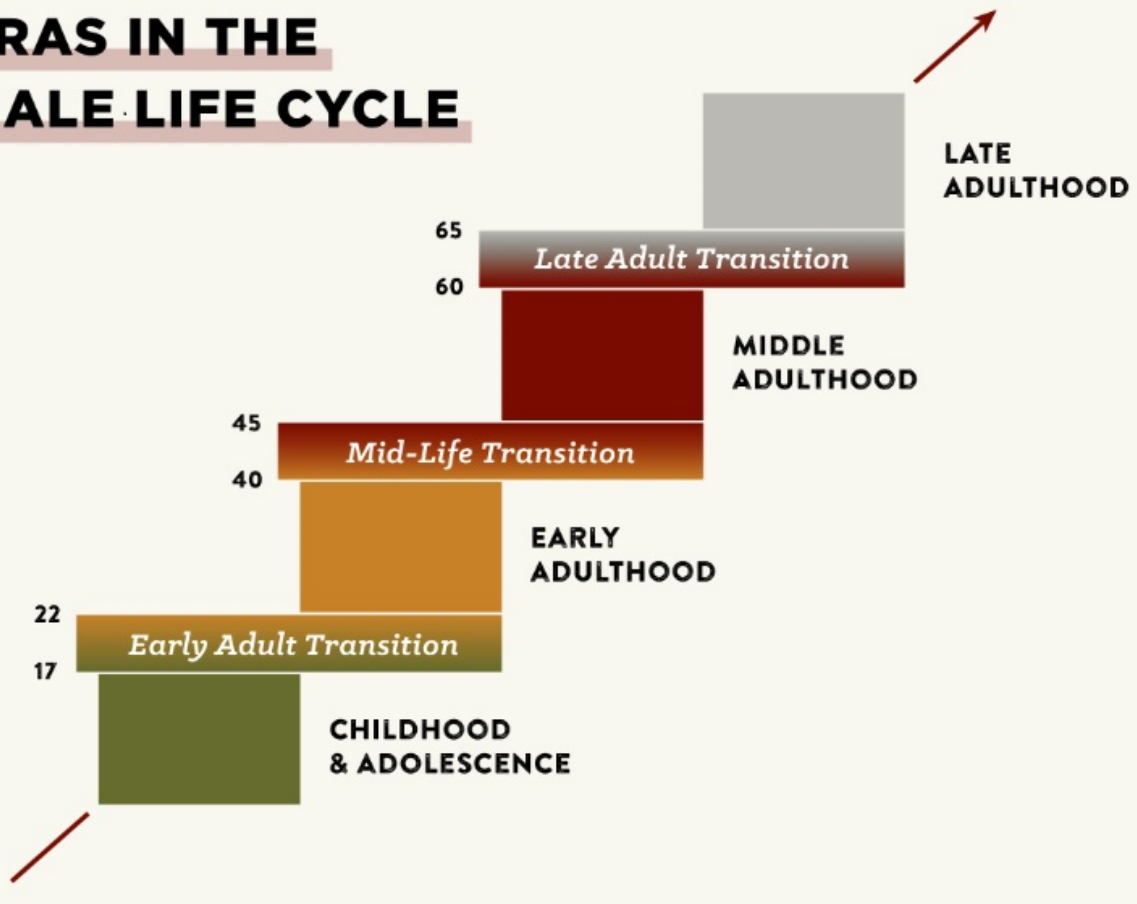 RAS IN THE
ALE LIFE CYCLE
LATE
ADULTHOOD
65
Late Adult Transition
60
MIDDLE
ADULTHOOD
45
Mid-Life Transition
40
EARLY
ADULTHOOD
22
Early Adult Transition
17
CHILDHOOD
& ADOLESCENCE